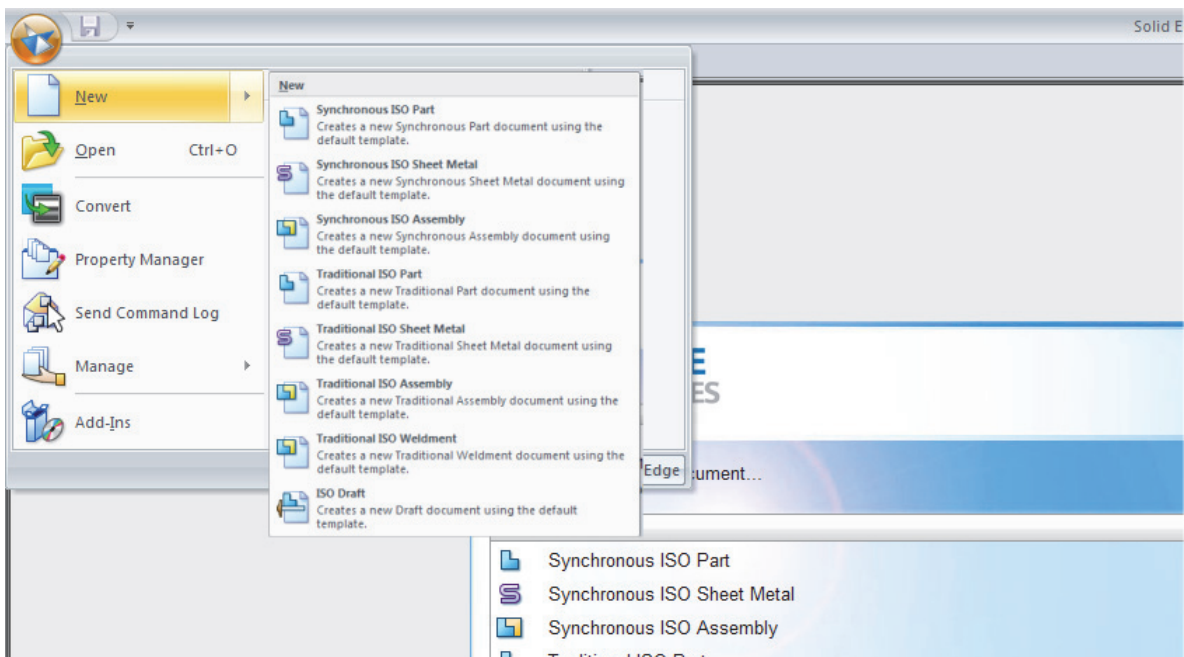 Solid E
New
Open Ctrl+O
Convert
Property Manager
Send Command Log
Manage
Add-Ins
New
Synchronous ISO Part
Creates a new Synchronous Part document using the
default template.
Synchronous ISO Sheet Metal
Creates a new Synchronous Sheet Metal document using
the default template.
Synchronous ISO Assembly
Creates a new Synchronous Assembly document using
the default template.
Traditional ISO Part
Creates a new Traditional Part document using the
default template.
Traditional ISO Sheet Metal
Creates a new Traditional Sheet Metal document using
the default template.
Traditional ISO Assembly
Creates a new Traditional Assembly document using the
default template.
Traditional ISO Weldment
Creates a new Traditional Weldment document using the
default template.
ISO Draft
Creates a new Draft document using the default
template.
E
ES
Edge
cument...
Synchronous ISO Part
Synchronous ISO Sheet Metal
Synchronous ISO Assembly